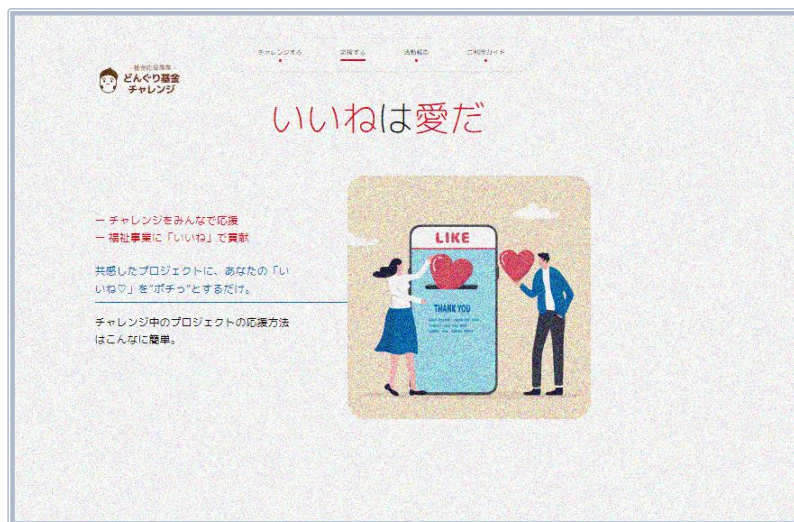 チャレンジする
応援する
活動報告
ご利用ガイド
どんぐり基金
チャレンジ
いいねは愛だ
ー チャレンジをみんなで応援
ー 福祉事業に「いいね」で貢献
共感したプロジェクトに、あなたの「い
いね♡」を"ポチっ"とするだけ。
チャレンジ中のプロジェクトの応援方法
はこんなに簡単。
LIKE
THANK YOU